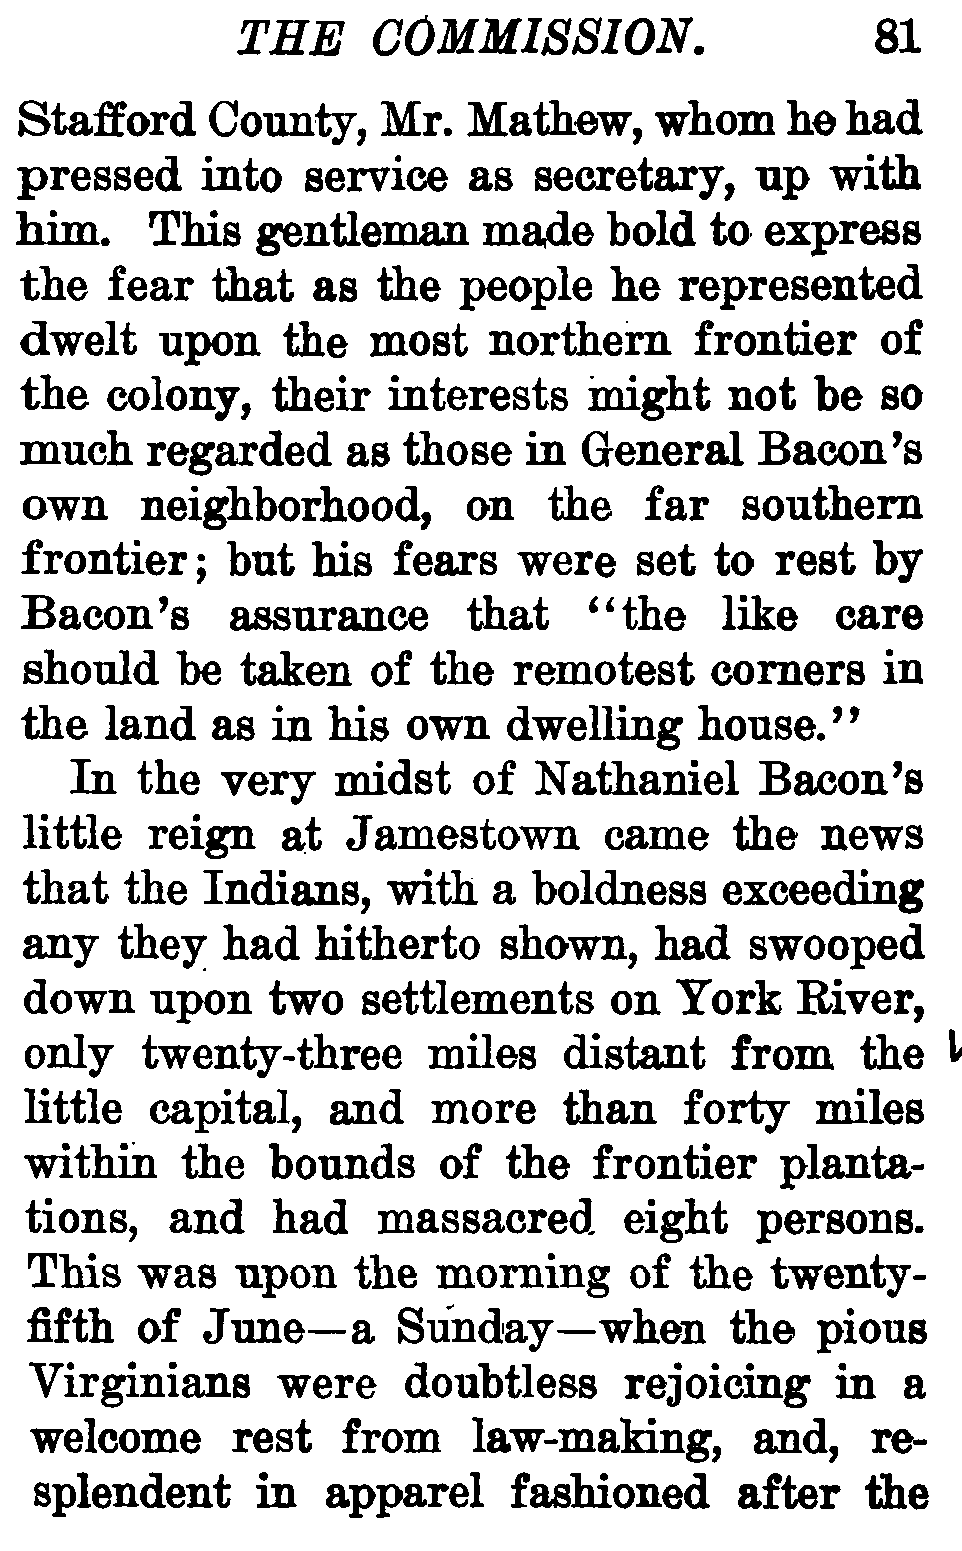 THE COMMISSION. 81
Stafford County, Mr. Mathew, whom he had
pressed into service as secretary, up with
him. This gentleman made bold to express
the fear that as the people he represented
dwelt upon the most northern frontier of
the colony, their interests might not be so
much regarded as those in General Bacon's
own neighborhood, on the far southern
frontier; but his fears were set to rest by
Bacon's assurance that "the like care
should be taken of the remotest corners in
the land as in his own dwelling house."
In the very midst of Nathaniel Bacon's
little reign at Jamestown came the news
that the Indians, with a boldness exceeding
any they had hitherto shown, had swooped
down upon two settlements on York River,
only twenty-three miles distant from the
little capital, and more than forty miles
within the bounds of the frontier planta-
tions, and had massacred eight persons.
This was upon the morning of the twenty-
fifth of June—a Sunday—when the pious
Virginians were doubtless rejoicing in a
welcome rest from law-making, and, re-
splendent in apparel fashioned after the